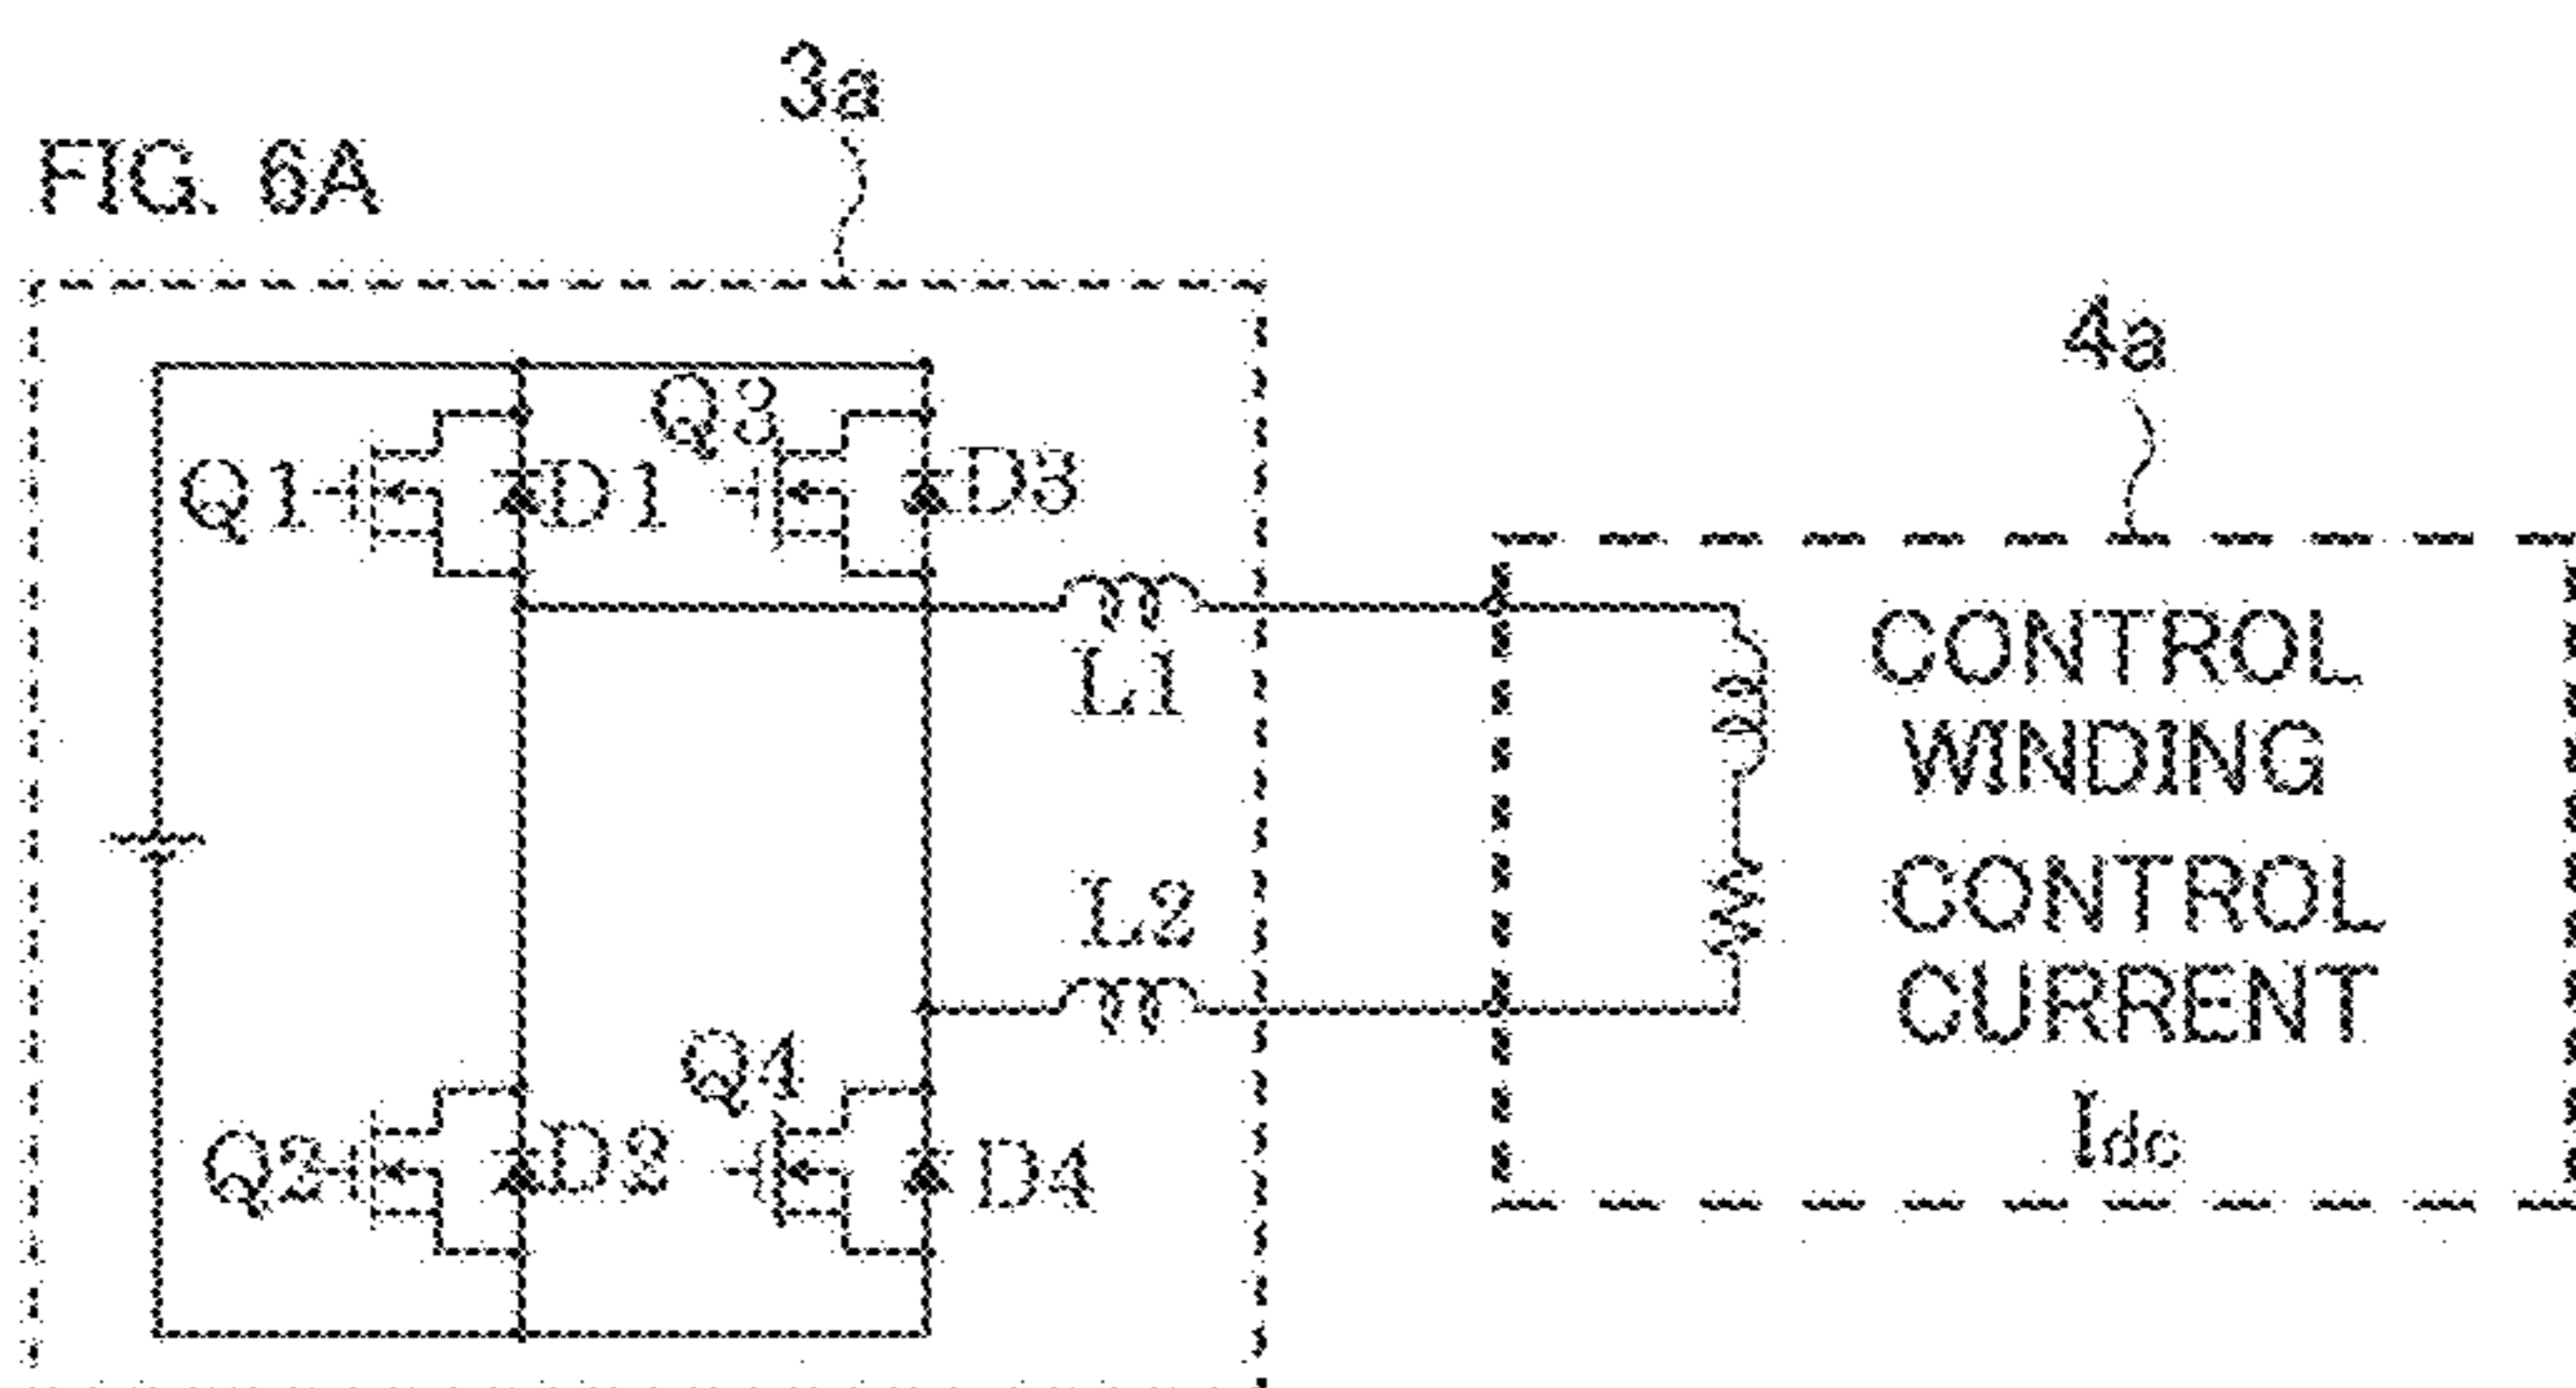 3a
FIG. 6A
4a
Q3
Q1
D1
D3
CONTROL
WINDING
L1
CONTROL
CURRENT
L2
Q4
Idc
Q2
D2
D4